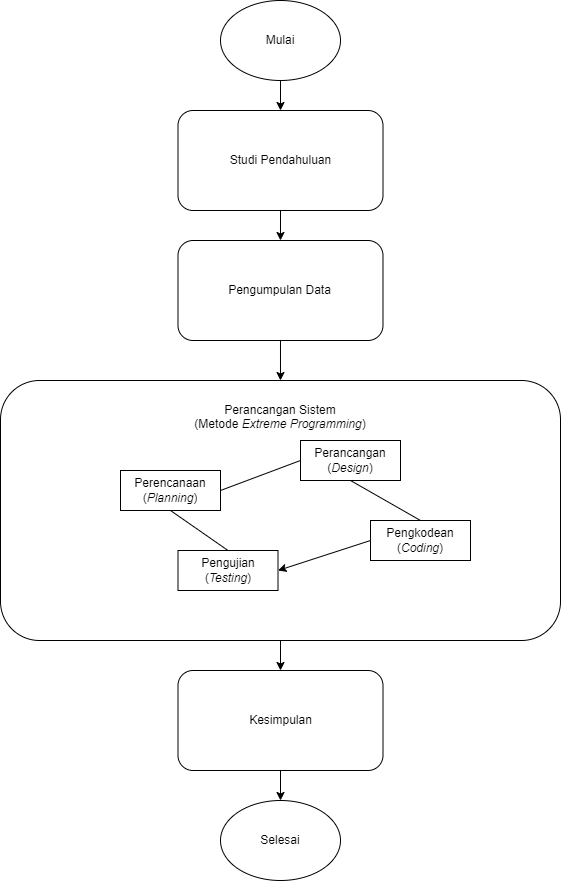 Mulai
Studi Pendahuluan
Pengumpulan Data
Perancangan Sistem
(Metode Extreme Programming)
Perancangan
(Design)
Perencanaan
(Planning)
Pengkodean
(Coding)
Pengujian
(Testing)
Kesimpulan
Selesai